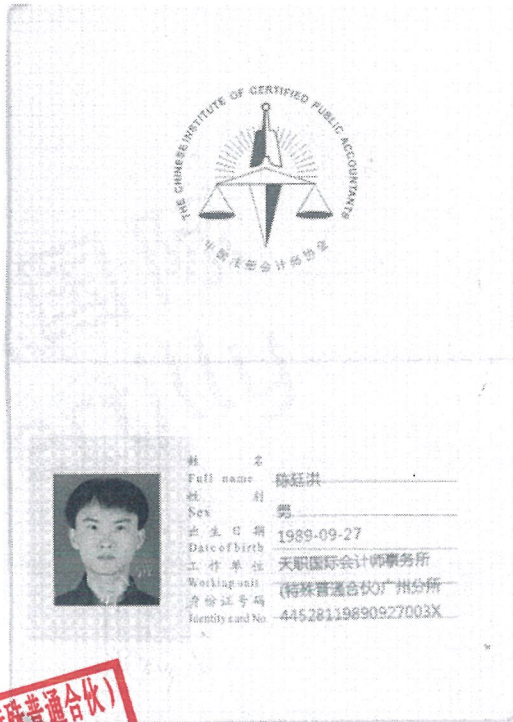 THE CHINESE INSTITUTE OF CERTIFIED PUBLIC ACCOUNTANTS
中国注册会计师协会
姓 名
Full name 陈廷洪
性 别
Sex 男
出 生 日 期
Date of birth 1989-09-27
工 作 单 位 天职国际会计师事务所
Working unit (特殊普通合伙)广州分所
身份证号码
Identity card No. 44528119890927003X
殊普通合伙)